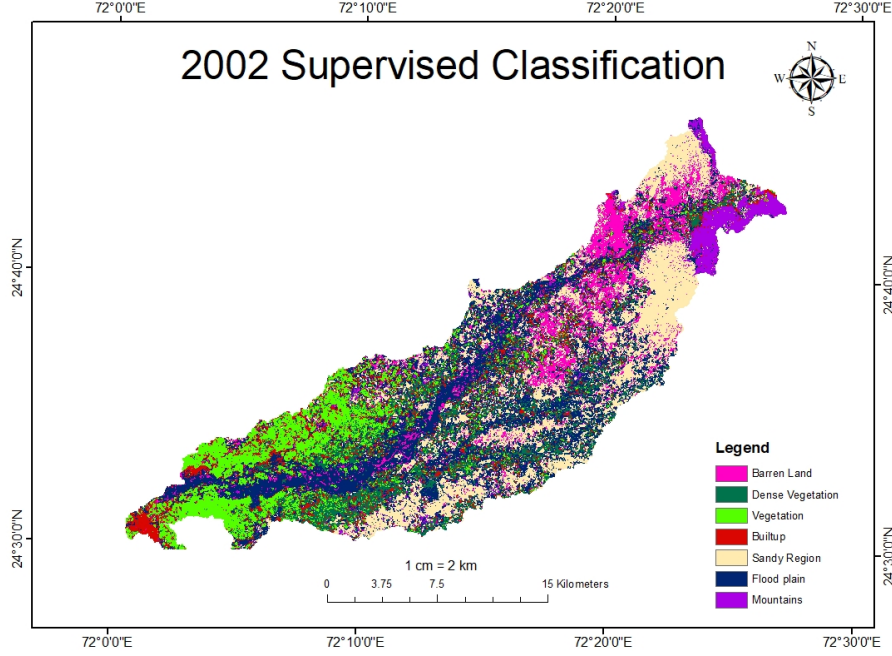 72°0'0"E 72°10'0"E 72°20'0"E 72°30'0"E
2002 Supervised Classification
N
W E
S
24°40'0"N 24°40'0"N
Legend
Barren Land
Dense Vegetation
Vegetation
Builtup
Sandy Region
Flood plain
Mountains
24°30'0"N 24°30'0"N
1 cm = 2 km
0 3.75 7.5 15 Kilometers
72°0'0"E 72°10'0"E 72°20'0"E 72°30'0"E